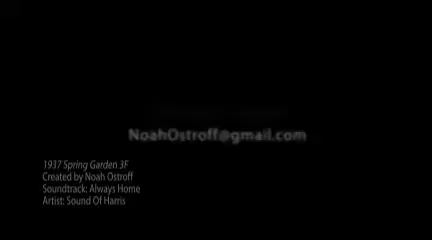 NoahOstroff@gmail.com
1937 Spring Garden 3F
Created by Noah Ostroff
Soundtrack: Always Home
Artist: Sound Of Harris